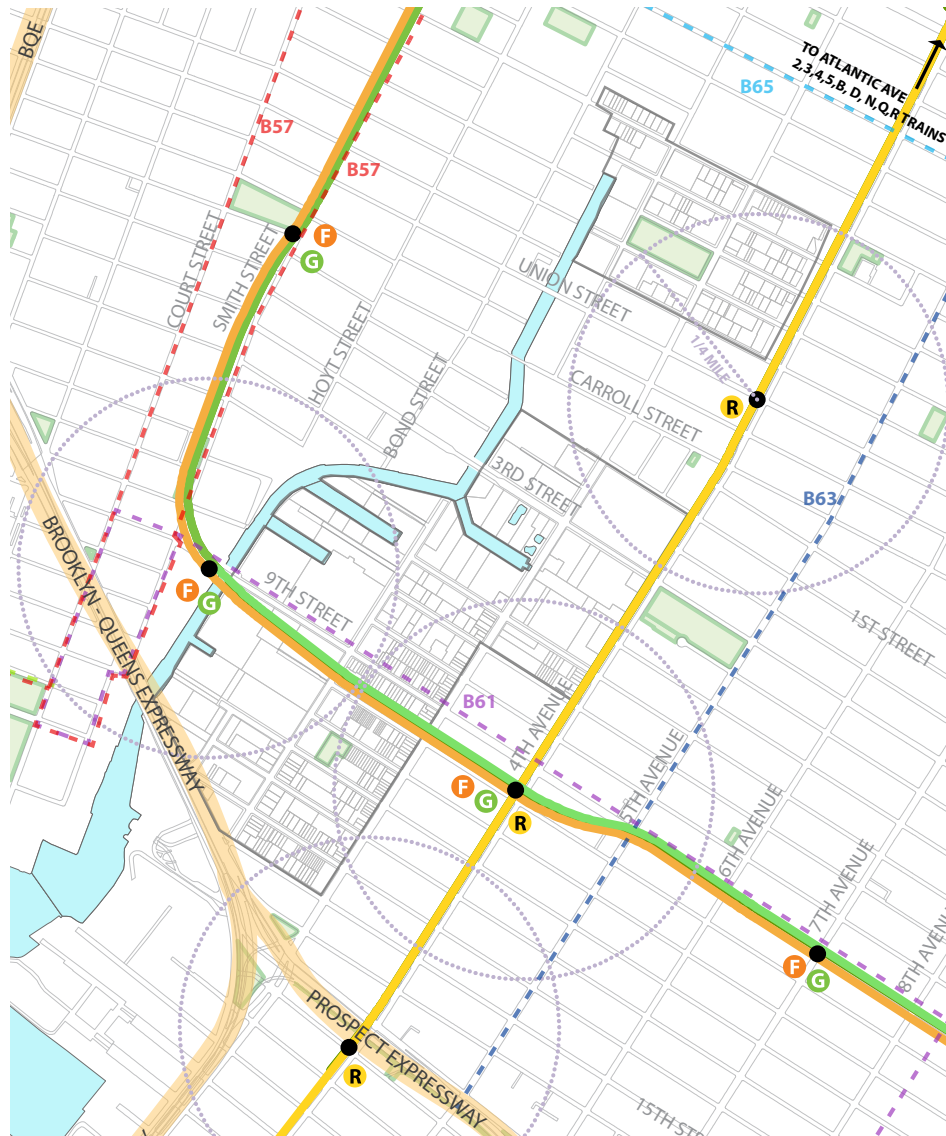 BQE
TO ATLANTIC AVE
2,3,4,5,B, D, N,Q,R TRAINS
B65
B57
B57
COURT STREET
SMITH STREET
F
G
UNION STREET
HOYT STREET
1/4 MILE
BOND STREET
CARROLL STREET
R
3RD STREET
B63
BROOKLYN - QUEENS EXPRESSWAY
F
G
9TH STREET
1ST STREET
B61
4TH AVENUE
F
G
R
5TH AVENUE
6TH AVENUE
7TH AVENUE
8TH AVENU
F
G
PROSPECT EXPRESSWAY
R
15TH STR